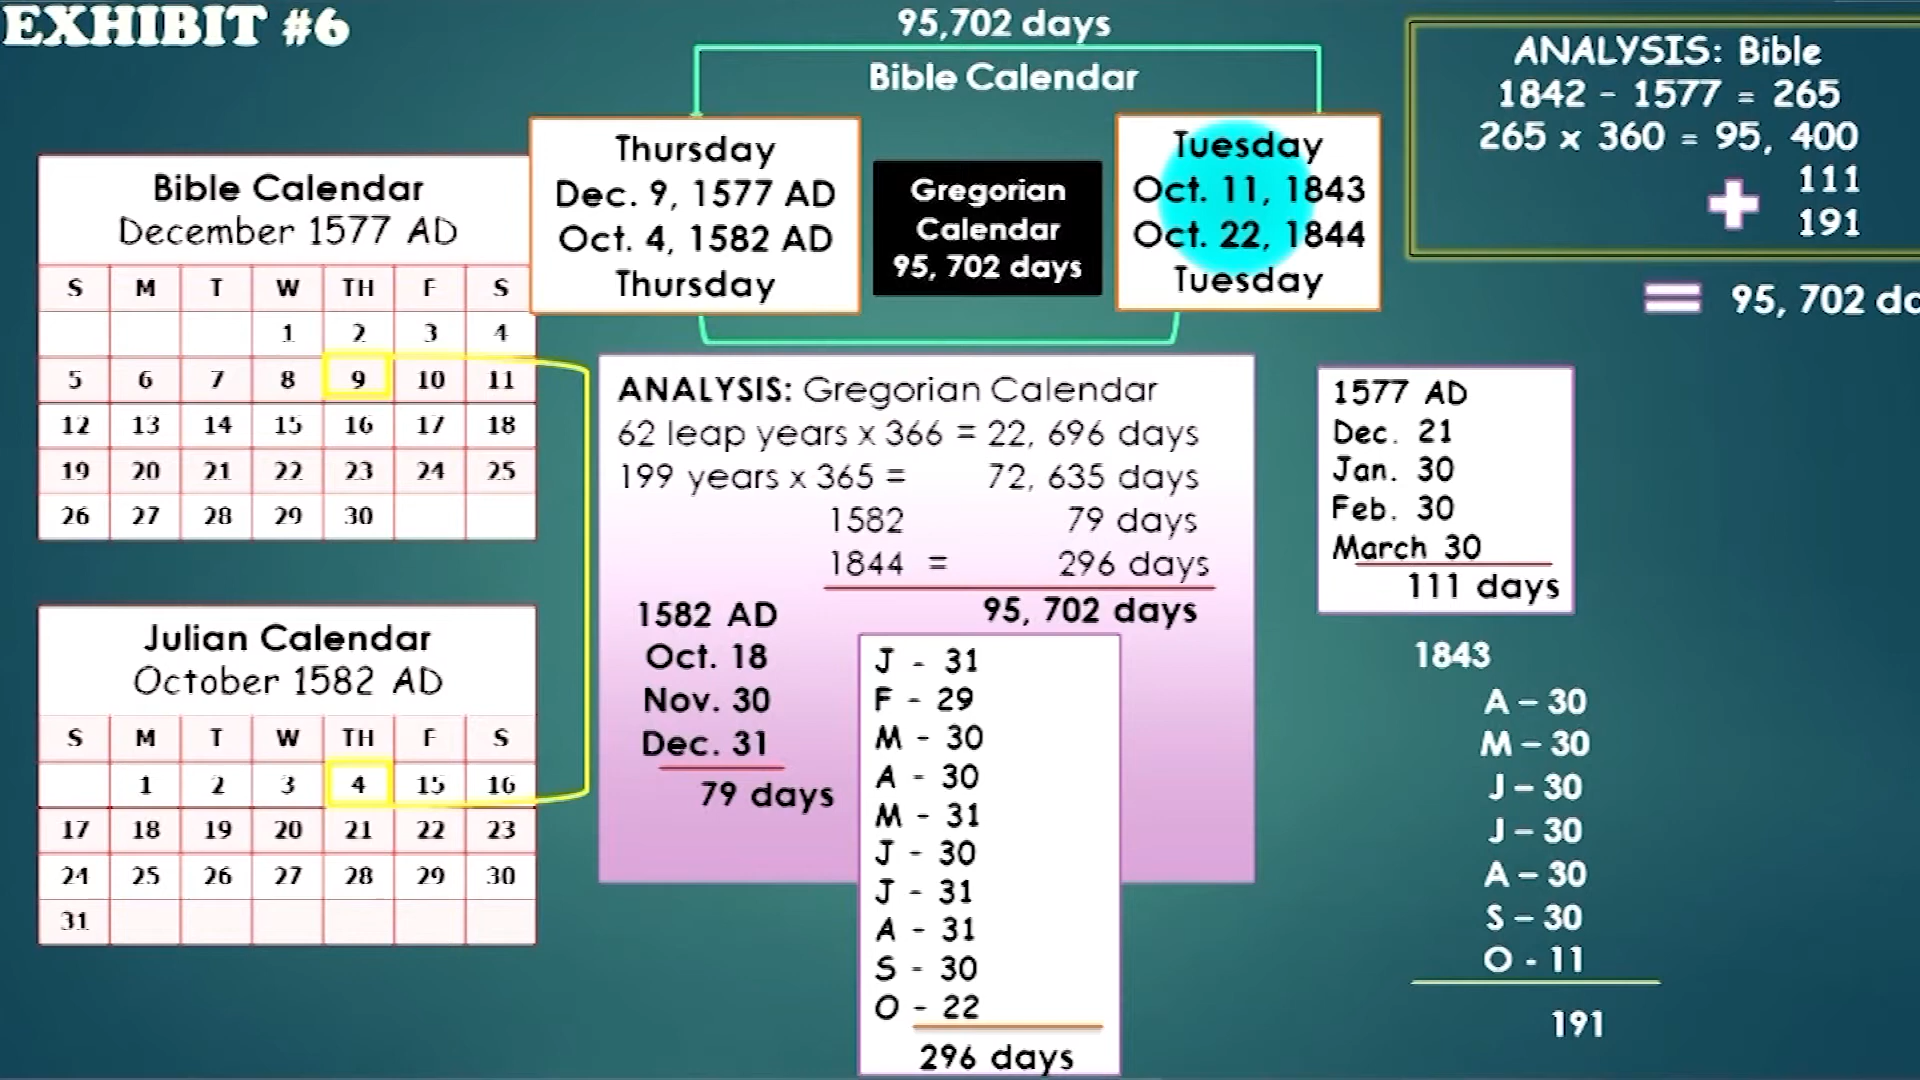 EXHIBIT #6
95,702 days
Bible Calendar
Thursday
Dec. 9, 1577 AD
Oct. 4, 1582 AD
Thursday
Gregorian
Calendar
95, 702 days
Tuesday
Oct. 11, 1843
Oct. 22, 1844
Tuesday
ANALYSIS: Bible
1842 - 1577 = 265
265 x 360 = 95, 400
111
+
191
= 95, 702 da
Bible Calendar
December 1577 AD
S M T W TH F S
1 2 3 4
5 6 7 8 9 10 11
12 13 14 15 16 17 18
19 20 21 22 23 24 25
26 27 28 29 30
Julian Calendar
October 1582 AD
S M T W TH F S
1 2 3 4 15 16
17 18 19 20 21 22 23
24 25 26 27 28 29 30
31
ANALYSIS: Gregorian Calendar
62 leap years x 366 = 22, 696 days
199 years x 365 = 72, 635 days
1582 79 days
1844 = 296 days
95, 702 days
1582 AD
Oct. 18
Nov. 30
Dec. 31
79 days
J - 31
F - 29
M - 30
A - 30
M - 31
J - 30
J - 31
A - 31
S - 30
O - 22
296 days
1577 AD
Dec. 21
Jan. 30
Feb. 30
March 30
111 days
1843
A – 30
M – 30
J – 30
J – 30
A – 30
S – 30
O - 11
191